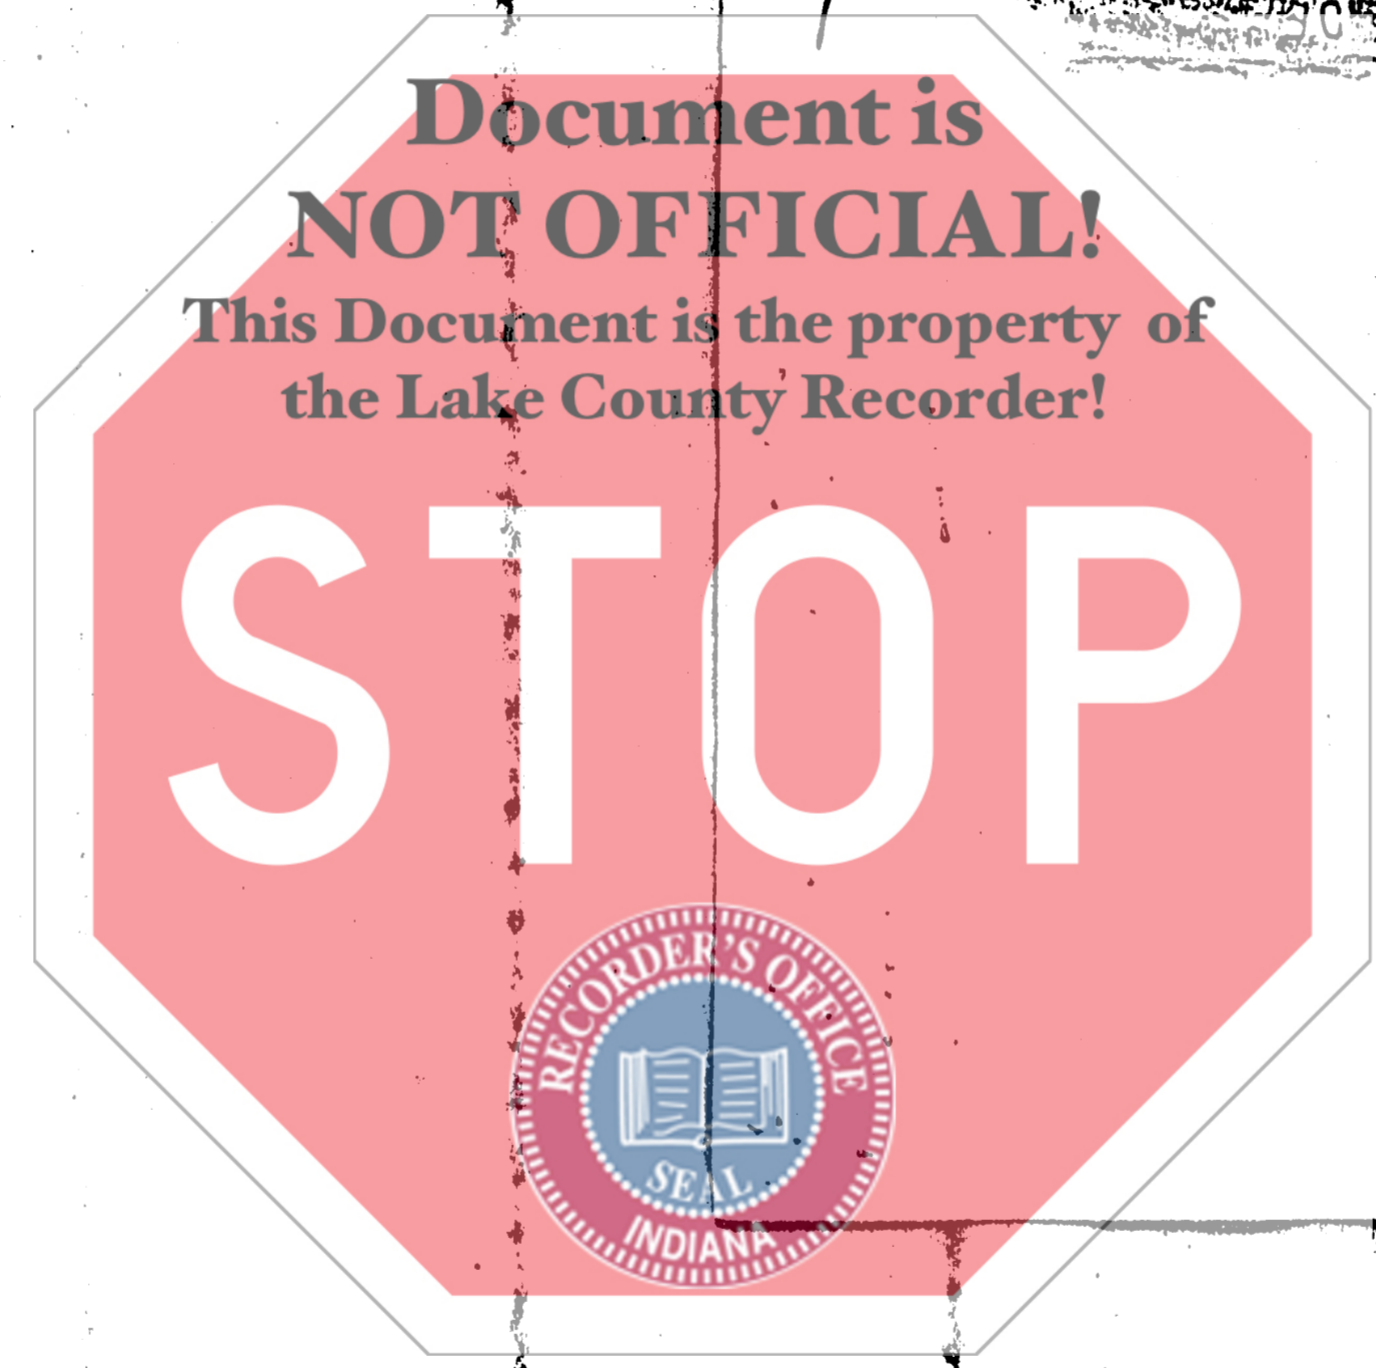 Document is
NOT OFFICIAL!
This Document is the property of
the Lake County Recorder!
STOP
RECORDER'S OFFICE
SEAL
INDIANA